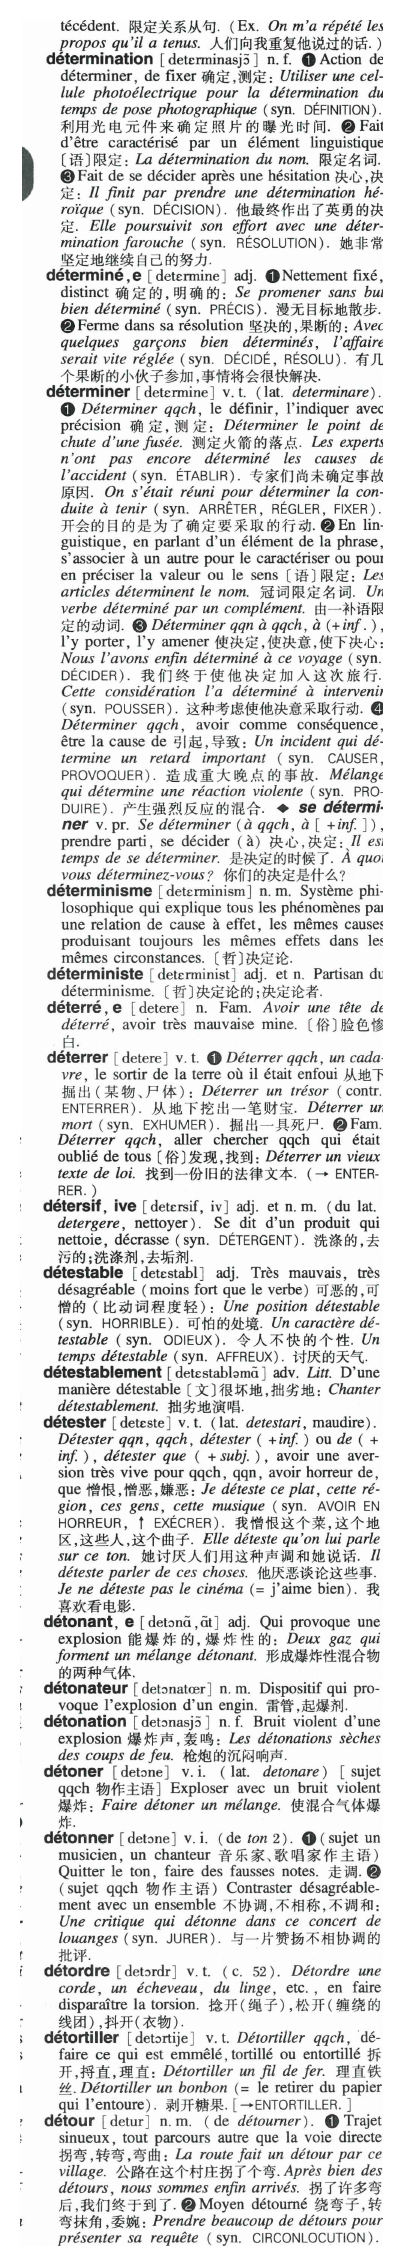 técédent. 限定关系从句. (Ex. On m'a répété les
propos qu'il a tenus. 人们向我重复他说过的话. )
détermination [detɛrminasjɔ̃] n. f. ❶ Action de
déterminer, de fixer 确定,测定: Utiliser une cel-
lule photoélectrique pour la détermination du
temps de pose photographique (syn. DÉFINITION).
利用光电元件来确定照片的曝光时间. ❷ Fait
d'être caractérisé par un élément linguistique
〔语〕限定: La détermination du nom. 限定名词.
❸ Fait de se décider après une hésitation 决心,决
定: Il finit par prendre une détermination hé-
roïque (syn. DÉCISION). 他最终作出了英勇的决
定. Elle poursuivit son effort avec une déter-
mination farouche (syn. RÉSOLUTION). 她非常
坚定地继续自己的努力.
déterminé, e [detɛrmine] adj. ❶ Nettement fixé,
distinct 确定的,明确的: Se promener sans but
bien déterminé (syn. PRÉCIS). 漫无目标地散步.
❷ Ferme dans sa résolution 坚决的,果断的: Avec
quelques garçons bien déterminés, l'affaire
serait vite réglée (syn. DÉCIDÉ, RÉSOLU). 有几
个果断的小伙子参加,事情将会很快解决.
déterminer [detɛrmine] v. t. (lat. determinare).
❶ Déterminer qqch, le définir, l'indiquer avec
précision 确定,测定: Déterminer le point de
chute d'une fusée. 测定火箭的落点. Les experts
n'ont pas encore déterminé les causes de
l'accident (syn. ÉTABLIR). 专家们尚未确定事故
原因. On s'était réuni pour déterminer la con-
duite à tenir (syn. ARRÊTER, RÉGLER, FIXER).
开会的目的是为了确定要采取的行动. ❷ En lin-
guistique, en parlant d'un élément de la phrase,
s'associer à un autre pour le caractériser ou pour
en préciser la valeur ou le sens 〔语〕限定: Les
articles déterminent le nom. 冠词限定名词. Un
verbe déterminé par un complément. 由一补语限
定的动词. ❸ Déterminer qqn à qqch, à (+ inf. ),
l'y porter, l'y amener 使决定,使决意,使下决心:
Nous l'avons enfin déterminé à ce voyage (syn.
DÉCIDER). 我们终于使他决定加入这次旅行.
Cette considération l'a déterminé à intervenir
(syn. POUSSER). 这种考虑使他决意采取行动. ❹
Déterminer qqch, avoir comme conséquence,
être la cause de 引起,导致: Un incident qui dé-
termine un retard important ( syn. CAUSER,
PROVOQUER). 造成重大晚点的事故. Mélange
qui détermine une réaction violente ( syn. PRO-
DUIRE). 产生强烈反应的混合. ◆ se détermi-
ner v. pr. Se déterminer (à qqch, à [ + inf. ]),
prendre parti, se décider (à) 决心,决定: Il est
temps de se déterminer. 是决定的时候了. À quoi
vous déterminez-vous? 你们的决定是什么?
déterminisme [detɛrminism] n. m. Système phi-
losophique qui explique tous les phénomènes par
une relation de cause à effet, les mêmes causes
produisant toujours les mêmes effets dans les
mêmes circonstances. 〔哲〕决定论.
déterministe [detɛrminist] adj. et n. Partisan du
déterminisme. 〔哲〕决定论的;决定论者.
déterré, e [detere] n. Fam. Avoir une tête de
déterré, avoir très mauvaise mine. 〔俗〕脸色惨
白.
déterrer [detere] v. t. ❶ Déterrer qqch, un cada-
vre, le sortir de la terre où il était enfoui 从地下
掘出(某物、尸体): Déterrer un trésor (contr.
ENTERRER). 从地下挖出一笔财宝. Déterrer un
mort (syn. EXHUMER). 掘出一具死尸. ❷ Fam.
Déterrer qqch, aller chercher qqch qui était
oublié de tous 〔俗〕发现,找到: Déterrer un vieux
texte de loi. 找到一份旧的法律文本. (→ ENTER-
RER. )
détersif, ive [detɛrsif, iv] adj. et n. m. (du lat.
detergere, nettoyer). Se dit d'un produit qui
nettoie, décrasse (syn. DÉTERGENT). 洗涤的,去
污的;洗涤剂,去垢剂.
détestable [detɛstabl] adj. Très mauvais, très
désagréable (moins fort que le verbe) 可恶的,可
憎的 (比动词程度轻): Une position détestable
(syn. HORRIBLE). 可怕的处境. Un caractère dé-
testable (syn. ODIEUX). 令人不快的个性. Un
temps détestable (syn. AFFREUX). 讨厌的天气.
détestablement [detɛstabləmɑ̃] adv. Litt. D'une
manière détestable 〔文〕很坏地,拙劣地: Chanter
détestablement. 拙劣地演唱.
détester [detɛste] v. t. (lat. detestari, maudire).
Détester qqn, qqch, détester ( +inf. ) ou de ( +
inf. ), détester que ( + subj. ), avoir une aver-
sion très vive pour qqch, qqn, avoir horreur de,
que 憎恨,憎恶,嫌恶: Je déteste ce plat, cette ré-
gion, ces gens, cette musique (syn. AVOIR EN
HORREUR, ↑ EXÉCRER). 我憎恨这个菜,这个地
区,这些人,这个曲子. Elle déteste qu'on lui parle
sur ce ton. 她讨厌人们用这种声调和她说话. Il
déteste parler de ces choses. 他厌恶谈论这些事.
Je ne déteste pas le cinéma (= j'aime bien). 我
喜欢看电影.
détonant, e [detɔnɑ̃, ɑ̃t] adj. Qui provoque une
explosion 能爆炸的,爆炸性的: Deux gaz qui
forment un mélange détonant. 形成爆炸性混合物
的两种气体.
détonateur [detɔnatœr] n. m. Dispositif qui pro-
voque l'explosion d'un engin. 雷管,起爆剂.
détonation [detɔnasjɔ̃] n. f. Bruit violent d'une
explosion 爆炸声,轰鸣: Les détonations sèches
des coups de feu. 枪炮的沉闷响声.
détoner [detɔne] v. i. ( lat. detonare) [ sujet
qqch 物作主语] Exploser avec un bruit violent
爆炸: Faire détoner un mélange. 使混合气体爆
炸.
détonner [detɔne] v. i. (de ton 2). ❶ (sujet un
musicien, un chanteur 音乐家、歌唱家作主语)
Quitter le ton, faire des fausses notes. 走调. ❷
(sujet qqch 物作主语) Contraster désagréable-
ment avec un ensemble 不协调,不相称,不调和:
Une critique qui détonne dans ce concert de
louanges (syn. JURER). 与一片赞扬不相协调的
批评.
détordre [detɔrdr] v. t. (c. 52). Détordre une
corde, un écheveau, du linge, etc. , en faire
disparaître la torsion. 捻开(绳子),松开(缠绕的
线团),抖开(衣物).
détortiller [detɔrtije] v. t. Détortiller qqch, dé-
faire ce qui est emmêlé, tortillé ou entortillé 拆
开,捋直,理直: Détortiller un fil de fer. 理直铁
丝. Détortiller un bonbon (= le retirer du papier
qui l'entoure). 剥开糖果. [→ENTORTILLER. ]
détour [detur] n. m. ( de détourner). ❶ Trajet
sinueux, tout parcours autre que la voie directe
拐弯,转弯,弯曲: La route fait un détour par ce
village. 公路在这个村庄拐了个弯. Après bien des
détours, nous sommes enfin arrivés. 拐了许多弯
后,我们终于到了. ❷ Moyen détourné 绕弯子,转
弯抹角,委婉: Prendre beaucoup de détours pour
présenter sa requête ( syn. CIRCONLOCUTION).